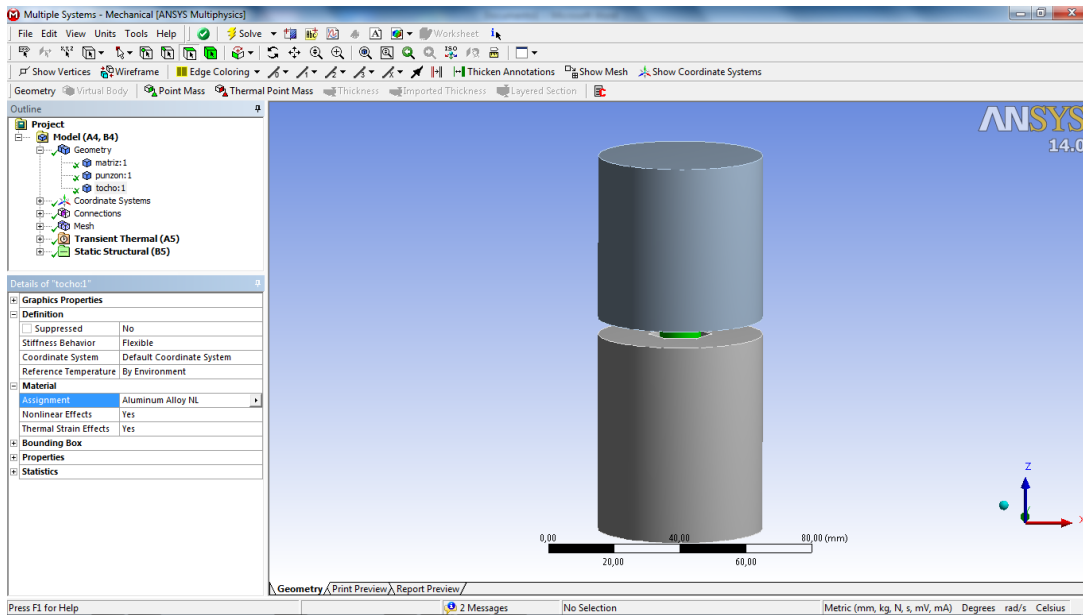 Multiple Systems - Mechanical [ANSYS Multiphysics]
File Edit View Units Tools Help Solve Worksheet
Show Vertices Wireframe Edge Coloring Thicken Annotations Show Mesh Show Coordinate Systems
Geometry Virtual Body Point Mass Thermal Point Mass Thickness Imported Thickness Layered Section
Outline
Project
Model (A4, B4)
Geometry
matriz:1
punzon:1
tocho:1
Coordinate Systems
Connections
Mesh
Transient Thermal (A5)
Static Structural (B5)
Details of "tocho:1"
Graphics Properties
Definition
Suppressed No
Stiffness Behavior Flexible
Coordinate System Default Coordinate System
Reference Temperature By Environment
Material
Assignment Aluminum Alloy NL
Nonlinear Effects Yes
Thermal Strain Effects Yes
Bounding Box
Properties
Statistics
ANSYS
14.0
Z
X
0,00 40,00 80,00 (mm)
20,00 60,00
Geometry Print Preview Report Preview
Press F1 for Help 2 Messages No Selection Metric (mm, kg, N, s, mV, mA) Degrees rad/s Celsius